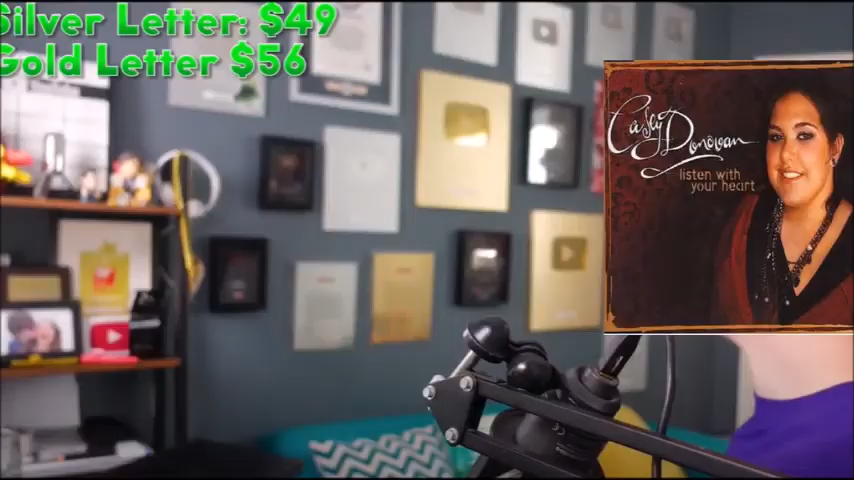 Silver Letter: $49
Gold Letter $56
Casey Donovan
listen with
your heart